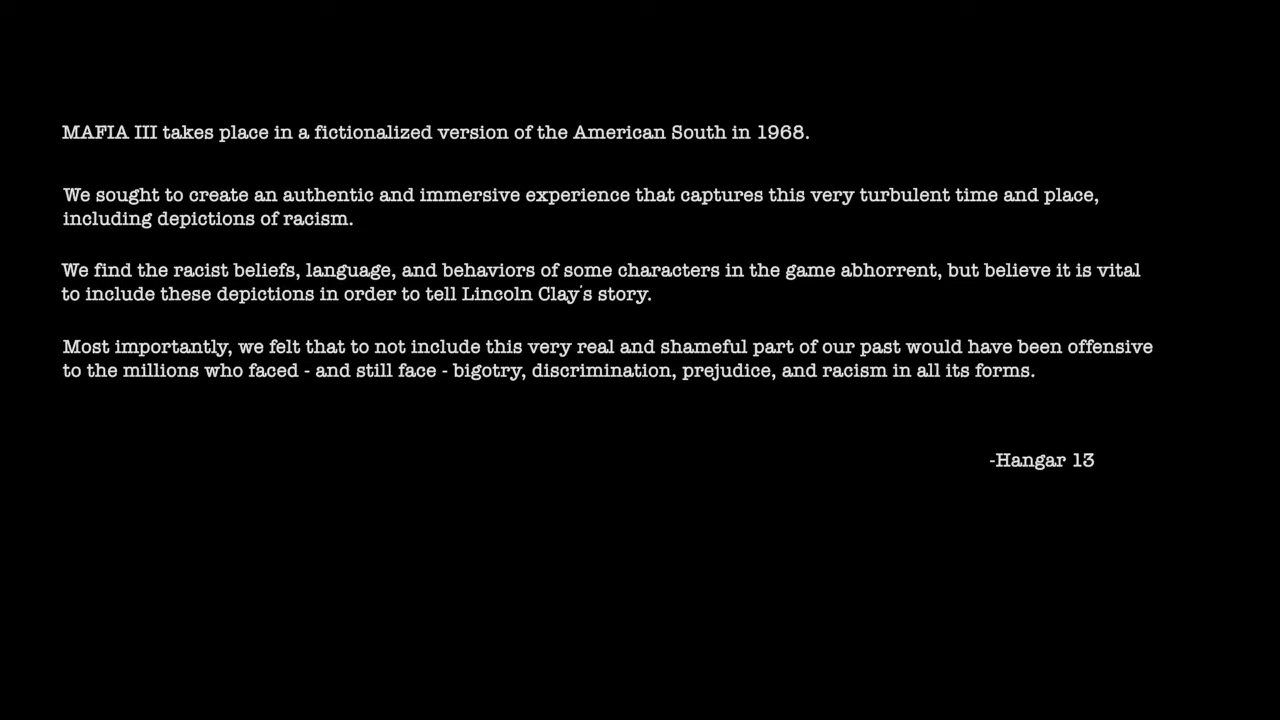 MAFIA III takes place in a fictionalized version of the American South in 1968.
We sought to create an authentic and immersive experience that captures this very turbulent time and place,
including depictions of racism.
We find the racist beliefs, language, and behaviors of some characters in the game abhorrent, but believe it is vital
to include these depictions in order to tell Lincoln Clay's story.
Most importantly, we felt that to not include this very real and shameful part of our past would have been offensive
to the millions who faced - and still face - bigotry, discrimination, prejudice, and racism in all its forms.
-Hangar 13